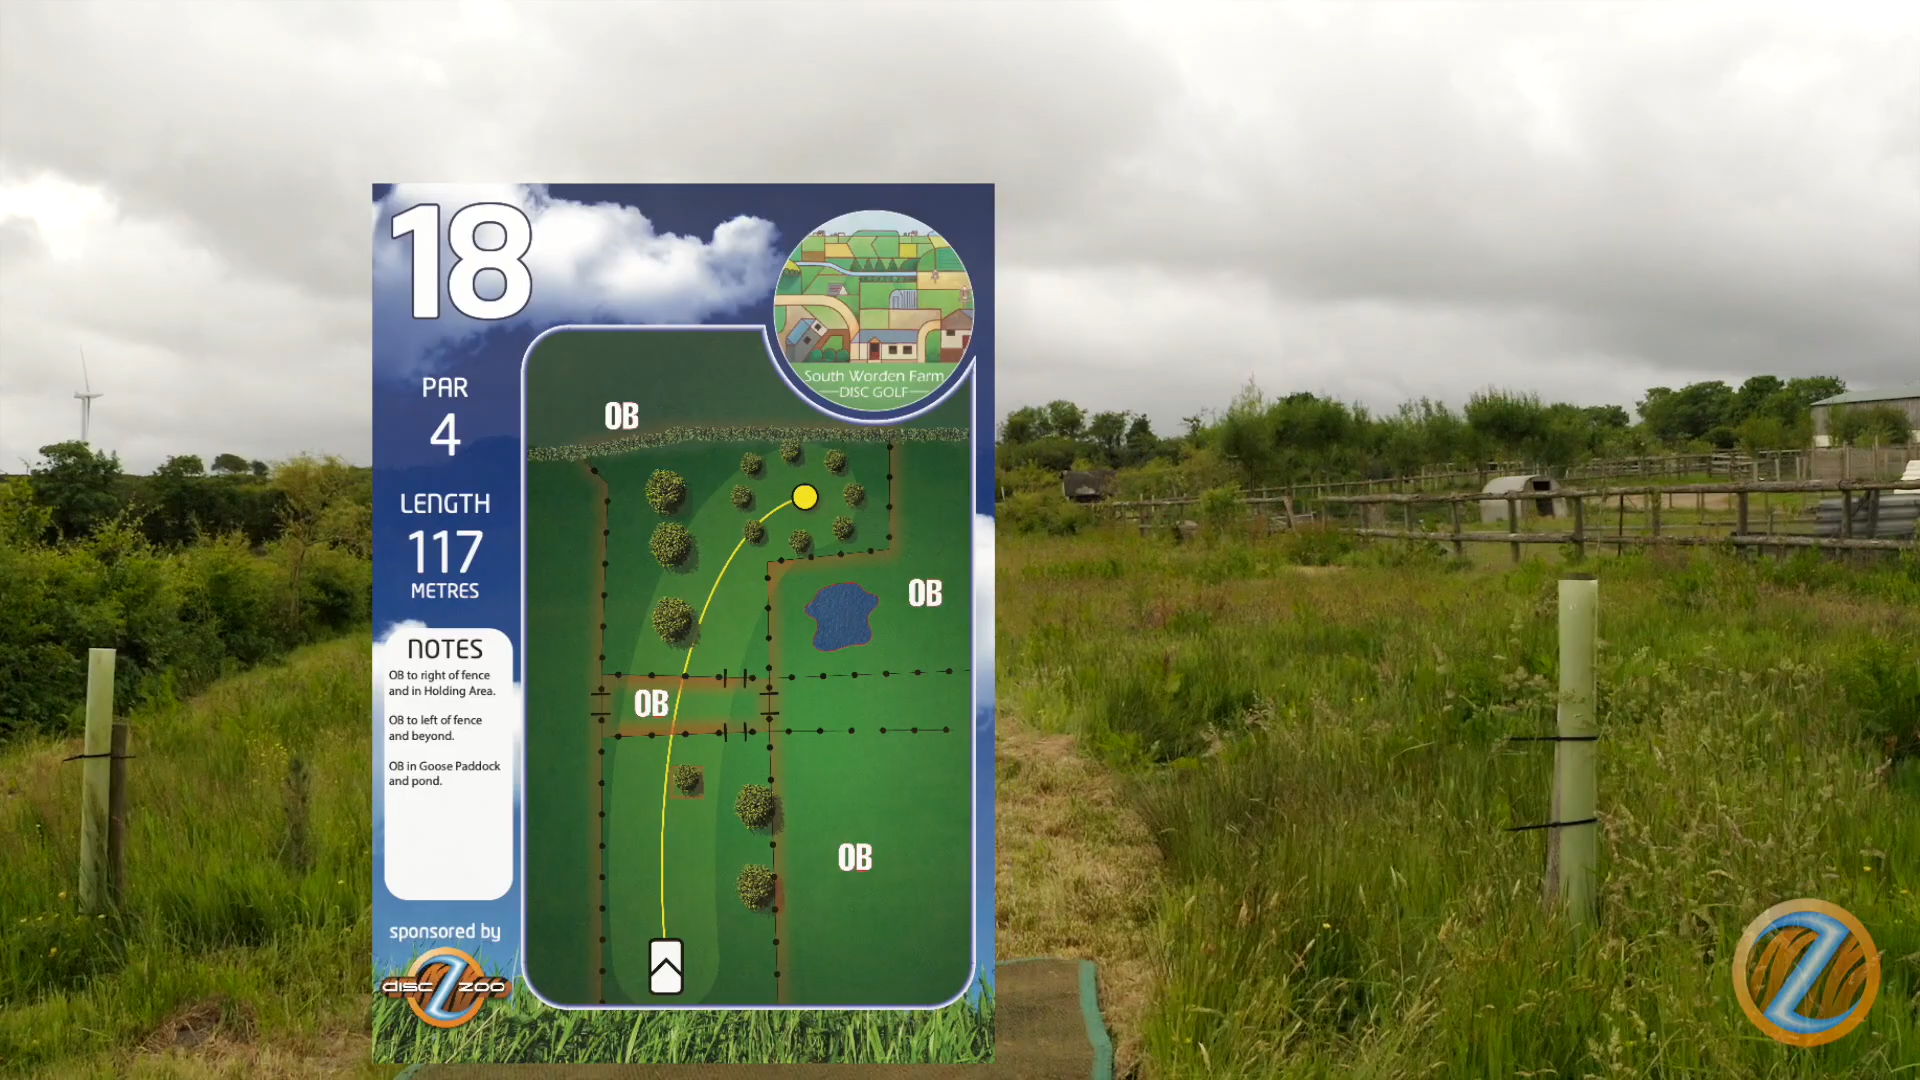 18
South Worden Farm
DISC GOLF
PAR
4
LENGTH
117
METRES
NOTES
OB to right of fence
and in Holding Area.
OB to left of fence
and beyond.
OB in Goose Paddock
and pond.
sponsored by
disc Z zoo
OB
OB
OB
OB
Z